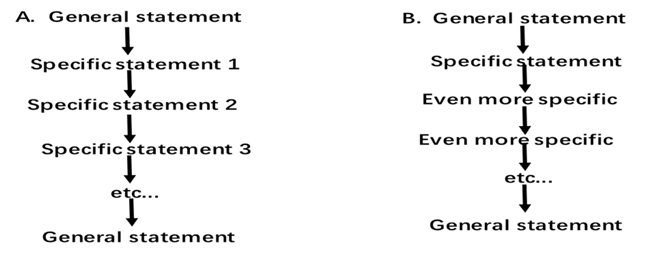 A. General statement
Specific statement 1
Specific statement 2
Specific statement 3
etc...
General statement
B. General statement
Specific statement
Even more specific
Even more specific
etc...
General statement